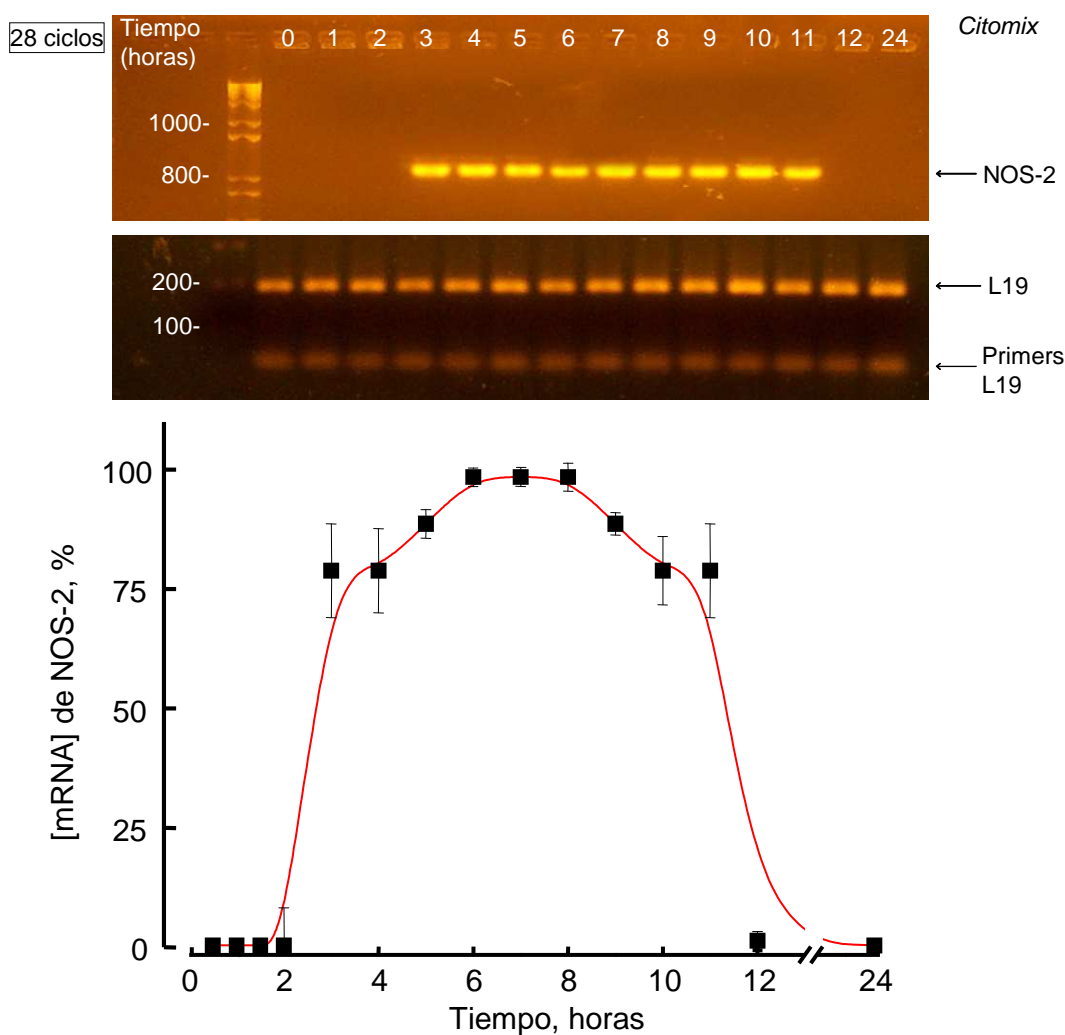 28 ciclos
Tiempo
(horas)
0 1 2 3 4 5 6 7 8 9 10 11 12 24
Citomix
1000-
800-
NOS-2
200-
100-
L19
Primers
L19
[mRNA] de NOS-2, %
100
75
50
25
0
0 2 4 6 8 10 12 24
Tiempo, horas